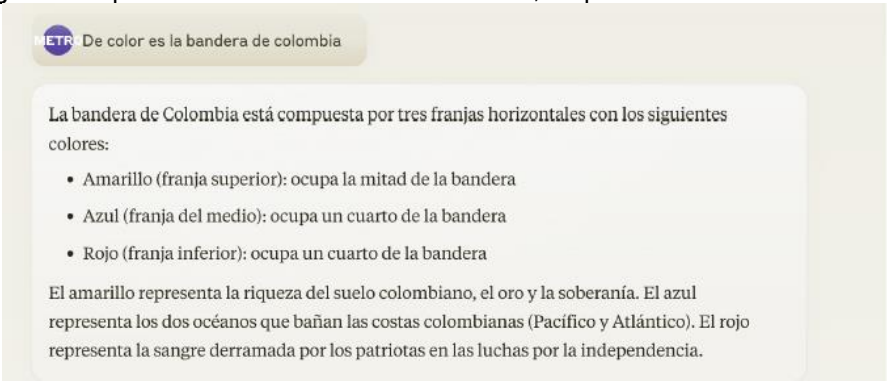 METR De color es la bandera de colombia
La bandera de Colombia está compuesta por tres franjas horizontales con los siguientes
colores:
• Amarillo (franja superior): ocupa la mitad de la bandera
• Azul (franja del medio): ocupa un cuarto de la bandera
• Rojo (franja inferior): ocupa un cuarto de la bandera
El amarillo representa la riqueza del suelo colombiano, el oro y la soberanía. El azul
representa los dos océanos que bañan las costas colombianas (Pacífico y Atlántico). El rojo
representa la sangre derramada por los patriotas en las luchas por la independencia.